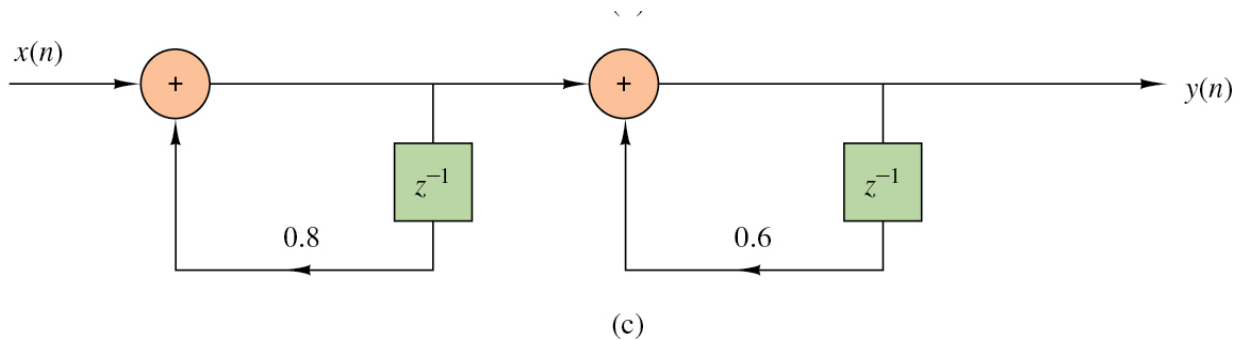 x(n)
+
+
y(n)
z⁻¹
z⁻¹
0.8
0.6
(c)